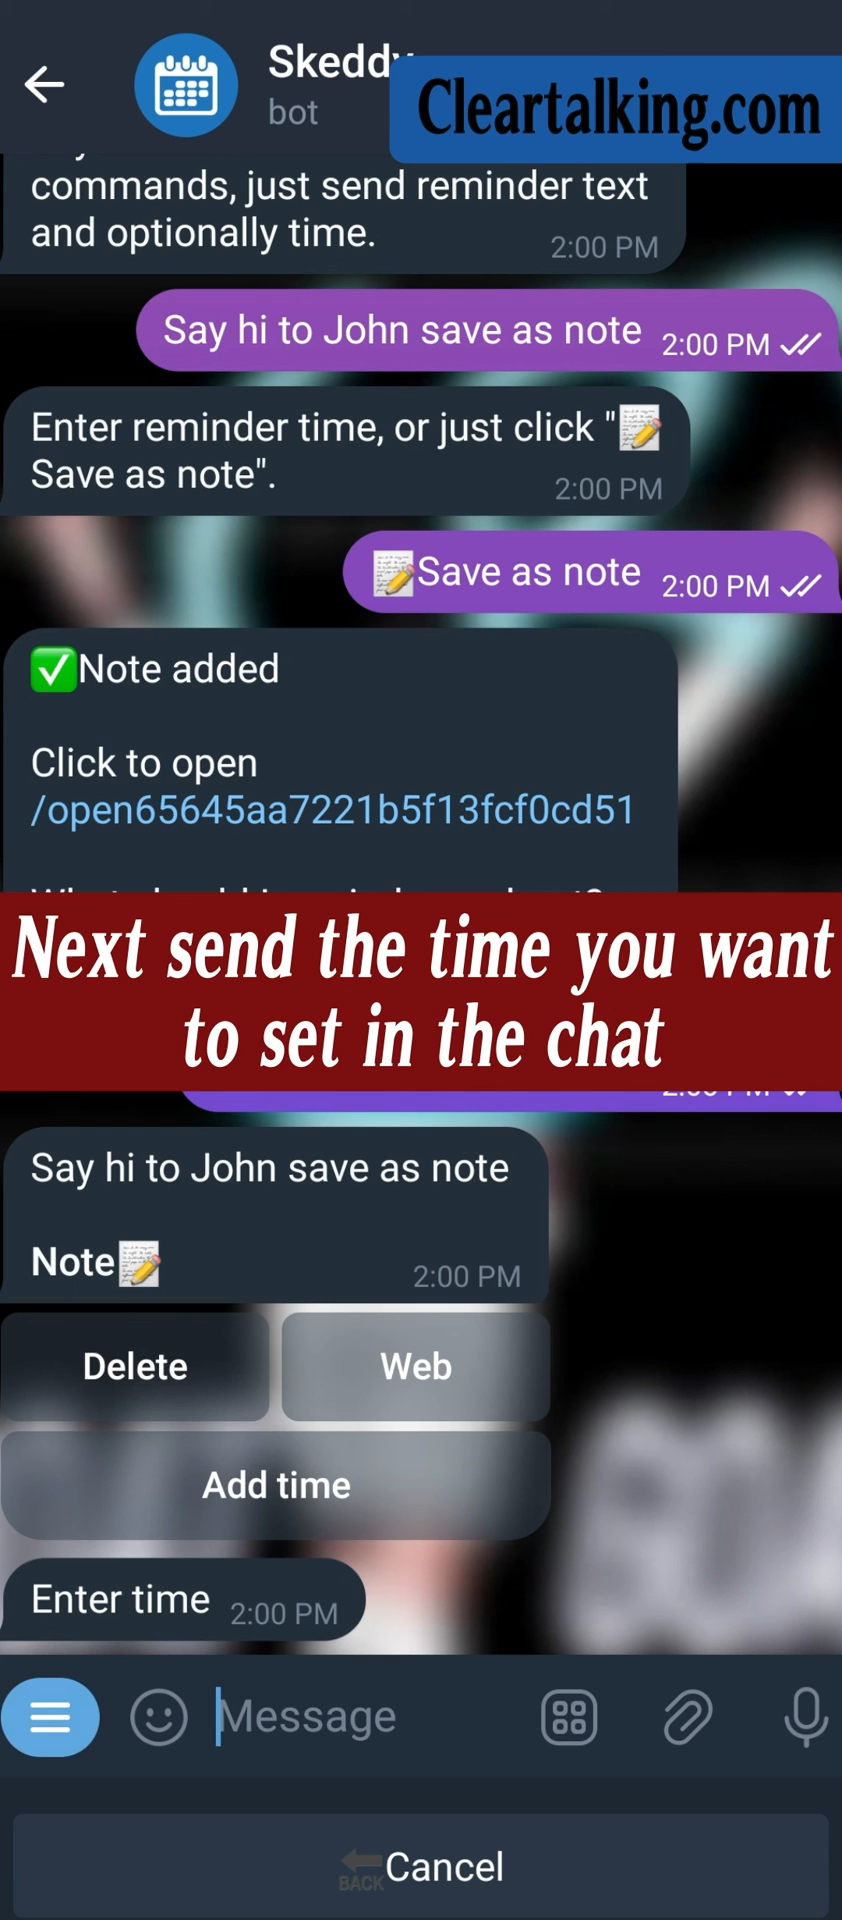 Skeddy
bot
Cleartalking.com
commands, just send reminder text
and optionally time.
2:00 PM
Say hi to John save as note
2:00 PM
Enter reminder time, or just click "📝
Save as note".
2:00 PM
📝Save as note
2:00 PM
✅Note added
Click to open
/open65645aa7221b5f13fcf0cd51
Next send the time you want
to set in the chat
Say hi to John save as note
Note📝
2:00 PM
Delete
Web
Add time
Enter time
2:00 PM
Message
BACK Cancel